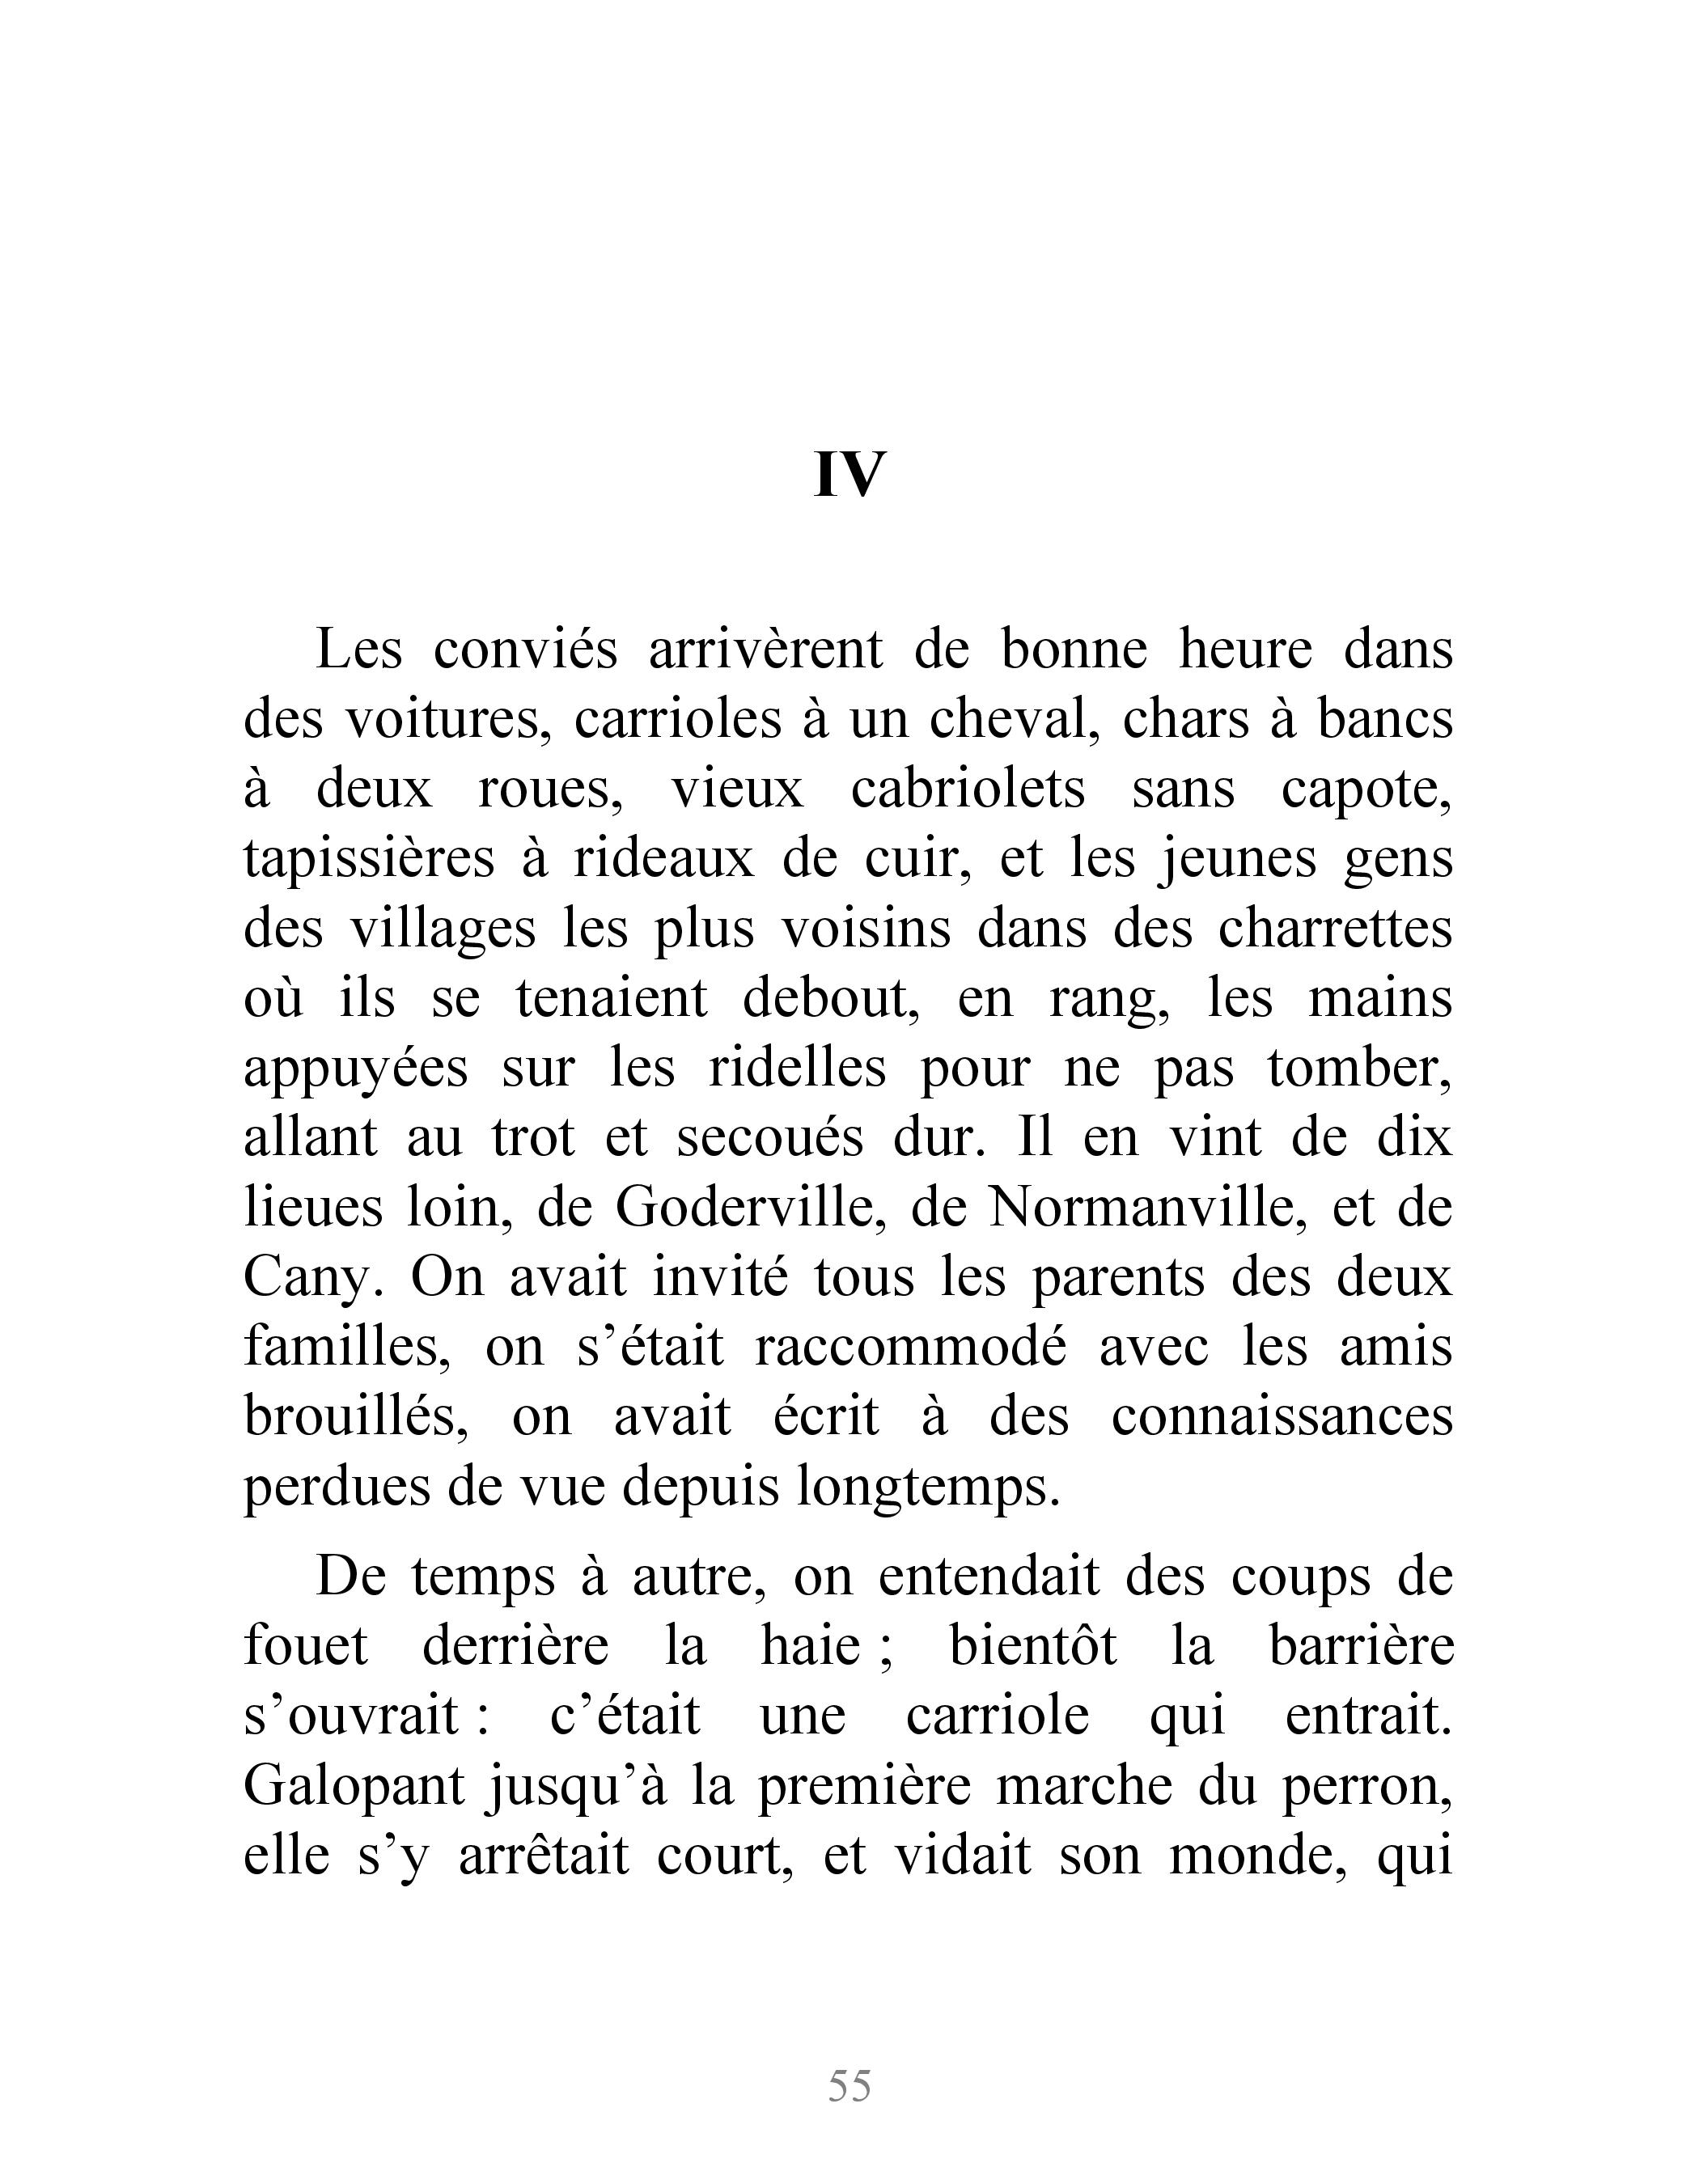 IV
Les conviés arrivèrent de bonne heure dans
des voitures, carrioles à un cheval, chars à bancs
à deux roues, vieux cabriolets sans capote,
tapissières à rideaux de cuir, et les jeunes gens
des villages les plus voisins dans des charrettes
où ils se tenaient debout, en rang, les mains
appuyées sur les ridelles pour ne pas tomber,
allant au trot et secoués dur. Il en vint de dix
lieues loin, de Goderville, de Normanville, et de
Cany. On avait invité tous les parents des deux
familles, on s’était raccommodé avec les amis
brouillés, on avait écrit à des connaissances
perdues de vue depuis longtemps.
De temps à autre, on entendait des coups de
fouet derrière la haie ; bientôt la barrière
s’ouvrait : c’était une carriole qui entrait.
Galopant jusqu’à la première marche du perron,
elle s’y arrêtait court, et vidait son monde, qui
55